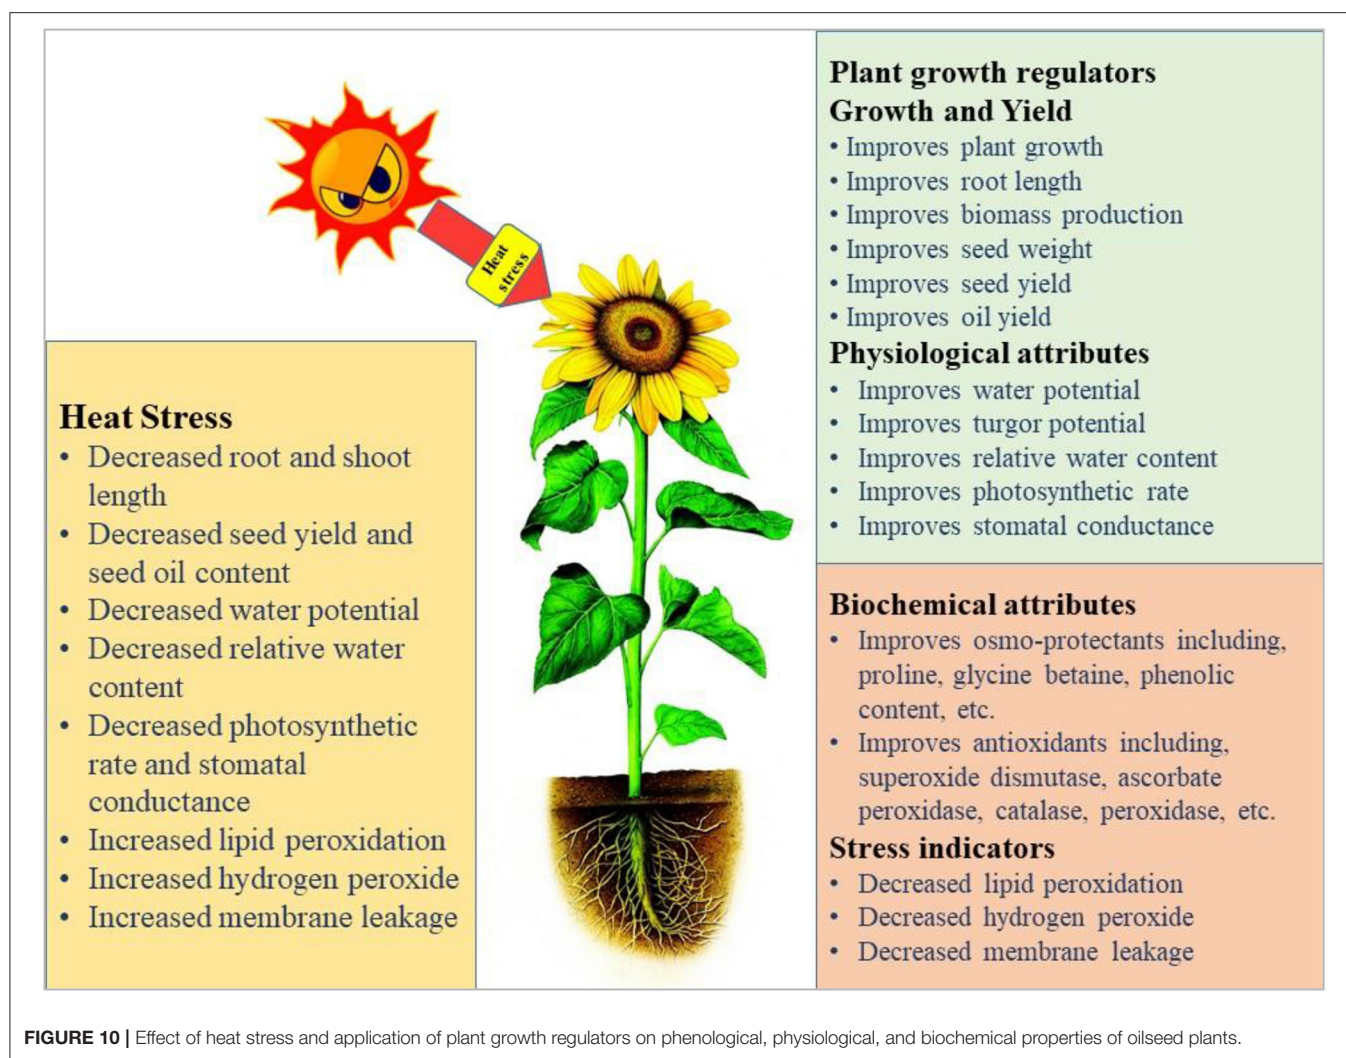 Heat
stress
Heat Stress
• Decreased root and shoot
length
• Decreased seed yield and
seed oil content
• Decreased water potential
• Decreased relative water
content
• Decreased photosynthetic
rate and stomatal
conductance
• Increased lipid peroxidation
• Increased hydrogen peroxide
• Increased membrane leakage
Plant growth regulators
Growth and Yield
• Improves plant growth
• Improves root length
• Improves biomass production
• Improves seed weight
• Improves seed yield
• Improves oil yield
Physiological attributes
• Improves water potential
• Improves turgor potential
• Improves relative water content
• Improves photosynthetic rate
• Improves stomatal conductance
Biochemical attributes
• Improves osmo-protectants including,
proline, glycine betaine, phenolic
content, etc.
• Improves antioxidants including,
superoxide dismutase, ascorbate
peroxidase, catalase, peroxidase, etc.
Stress indicators
• Decreased lipid peroxidation
• Decreased hydrogen peroxide
• Decreased membrane leakage
FIGURE 10 | Effect of heat stress and application of plant growth regulators on phenological, physiological, and biochemical properties of oilseed plants.